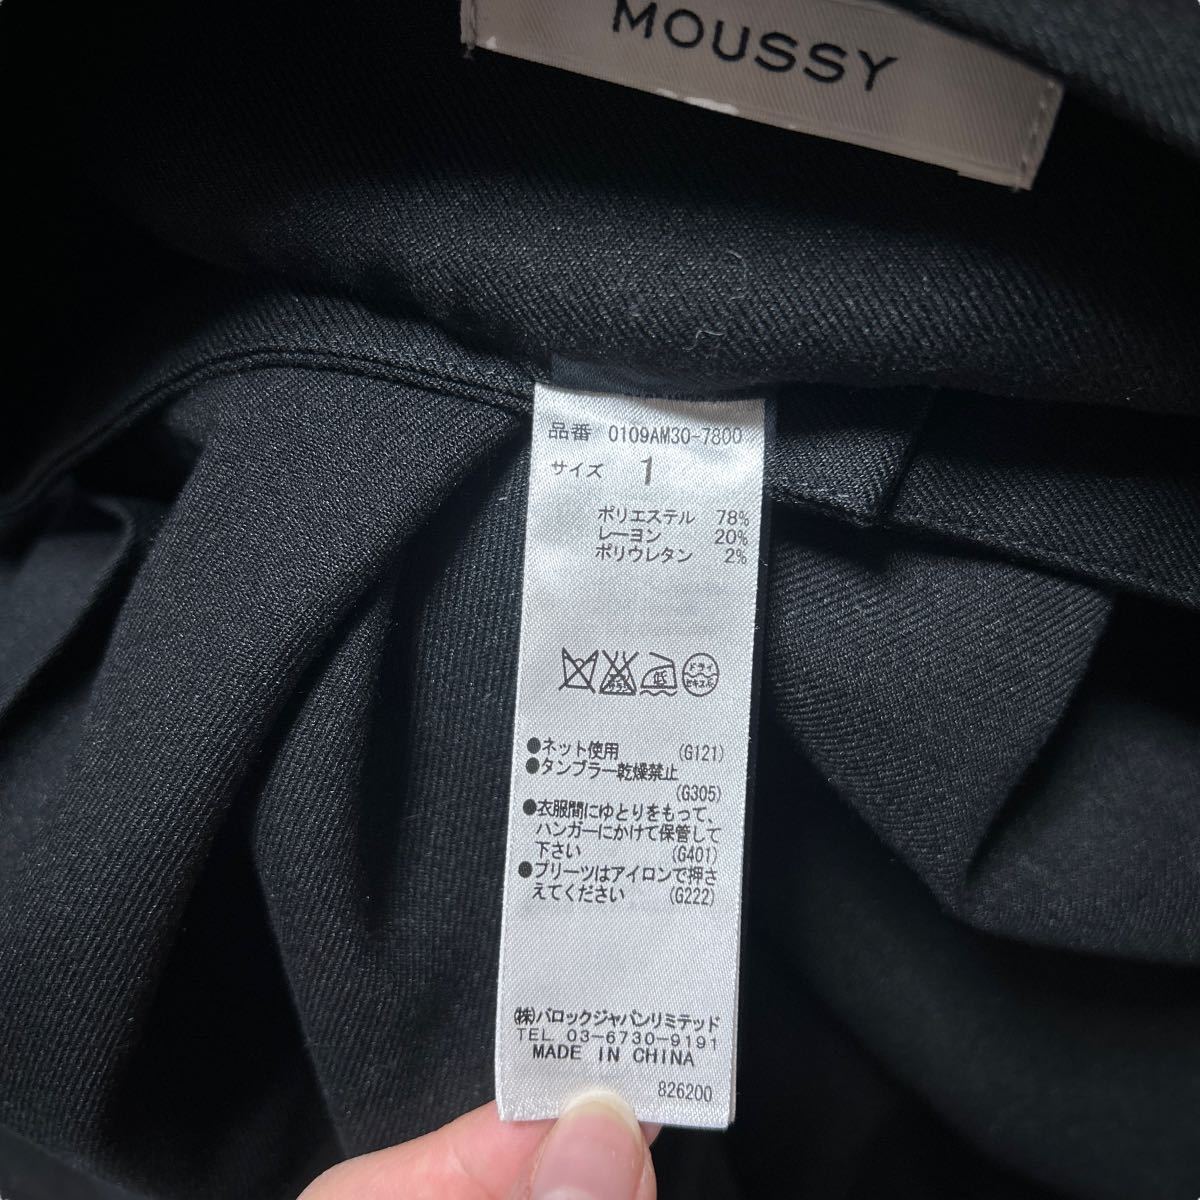 MOUSSY
品番 0109AM30-7800
サイズ 1
ポリエステル 78%
レーヨン 20%
ポリウレタン 2%
低 ドライ
●ネット使用 (G121)
●タンブラー乾燥禁止
(G305)
●衣服間にゆとりをもって、
ハンガーにかけて保管して
下さい (G401)
●プリーツはアイロンで押さ
えてください (G222)
(株)バロックジャパンリミテッド
TEL 03-6730-9191
MADE IN CHINA
826200